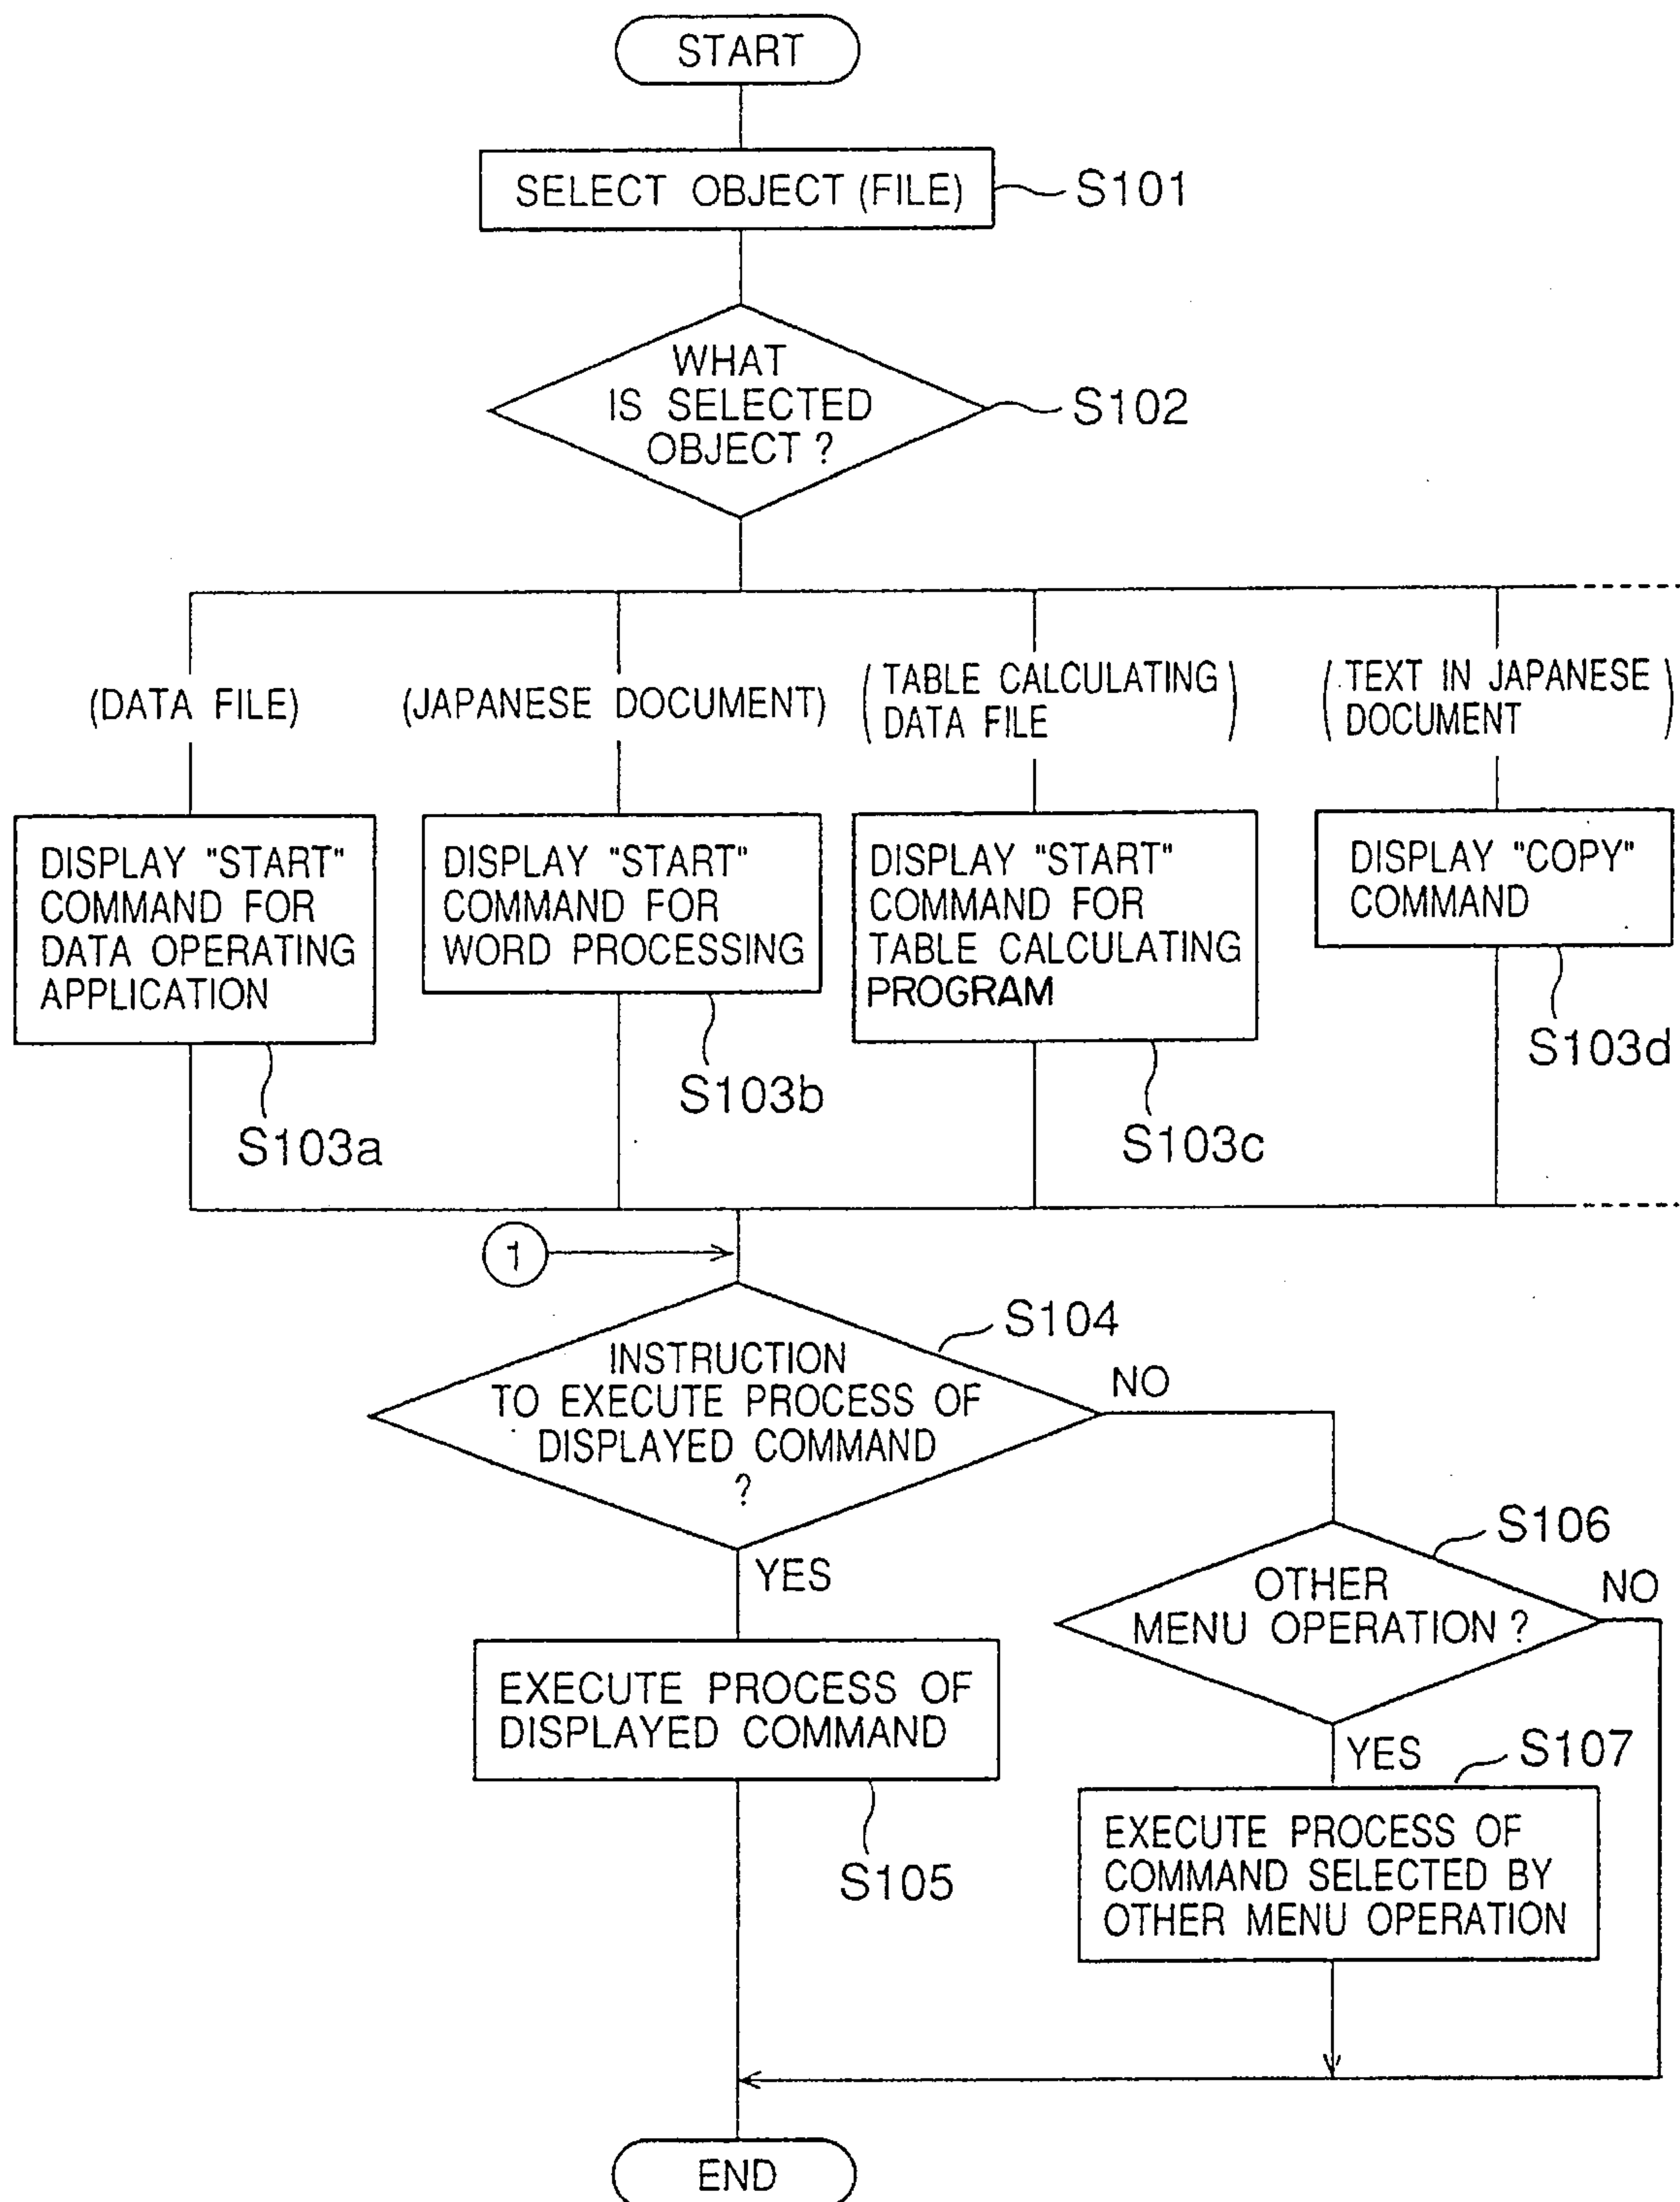 START
SELECT OBJECT (FILE)
S101
WHAT
IS SELECTED
OBJECT ?
S102
(DATA FILE)
(JAPANESE DOCUMENT)
(TABLE CALCULATING
DATA FILE)
(TEXT IN JAPANESE
DOCUMENT)
DISPLAY "START"
COMMAND FOR
DATA OPERATING
APPLICATION
S103a
DISPLAY "START"
COMMAND FOR
WORD PROCESSING
S103b
DISPLAY "START"
COMMAND FOR
TABLE CALCULATING
PROGRAM
S103c
DISPLAY "COPY"
COMMAND
S103d
1
INSTRUCTION
TO EXECUTE PROCESS OF
DISPLAYED COMMAND
?
S104
NO
YES
EXECUTE PROCESS OF
DISPLAYED COMMAND
S105
OTHER
MENU OPERATION ?
S106
NO
YES
S107
EXECUTE PROCESS OF
COMMAND SELECTED BY
OTHER MENU OPERATION
END